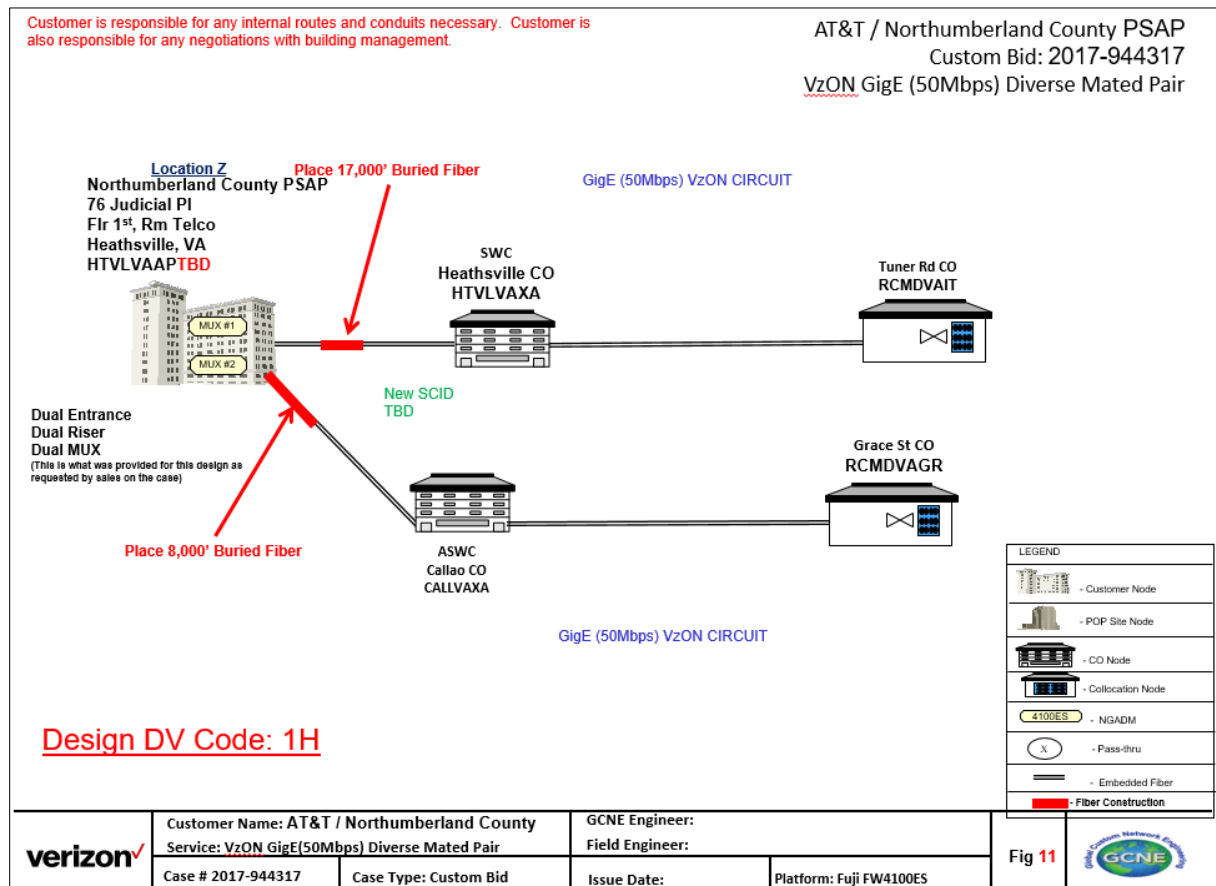 Customer is responsible for any internal routes and conduits necessary. Customer is
also responsible for any negotiations with building management.
AT&T / Northumberland County PSAP
Custom Bid: 2017-944317
VzON GigE (50Mbps) Diverse Mated Pair
Location Z
Northumberland County PSAP
76 Judicial Pl
Flr 1st, Rm Telco
Heathsville, VA
HTVLVAAPTBD
Place 17,000' Buried Fiber
GigE (50Mbps) VzON CIRCUIT
SWC
Heathsville CO
HTVLVAXA
Tuner Rd CO
RCMDVAIT
MUX #1
MUX #2
New SCID
TBD
Dual Entrance
Dual Riser
Dual MUX
(This is what was provided for this design as
requested by sales on the case)
Grace St CO
RCMDVAGR
Place 8,000' Buried Fiber
ASWC
Callao CO
CALLVAXA
GigE (50Mbps) VzON CIRCUIT
LEGEND
- Customer Node
- POP Site Node
- CO Node
- Collocation Node
4100ES - NGADM
X - Pass-thru
- Embedded Fiber
- Fiber Construction
Design DV Code: 1H
verizon
Customer Name: AT&T / Northumberland County
Service: VzON GigE(50Mbps) Diverse Mated Pair
Case # 2017-944317
Case Type: Custom Bid
GCNE Engineer:
Field Engineer:
Issue Date:
Platform: Fuji FW4100ES
Fig 11
Global Custom Network Engineering
GCNE